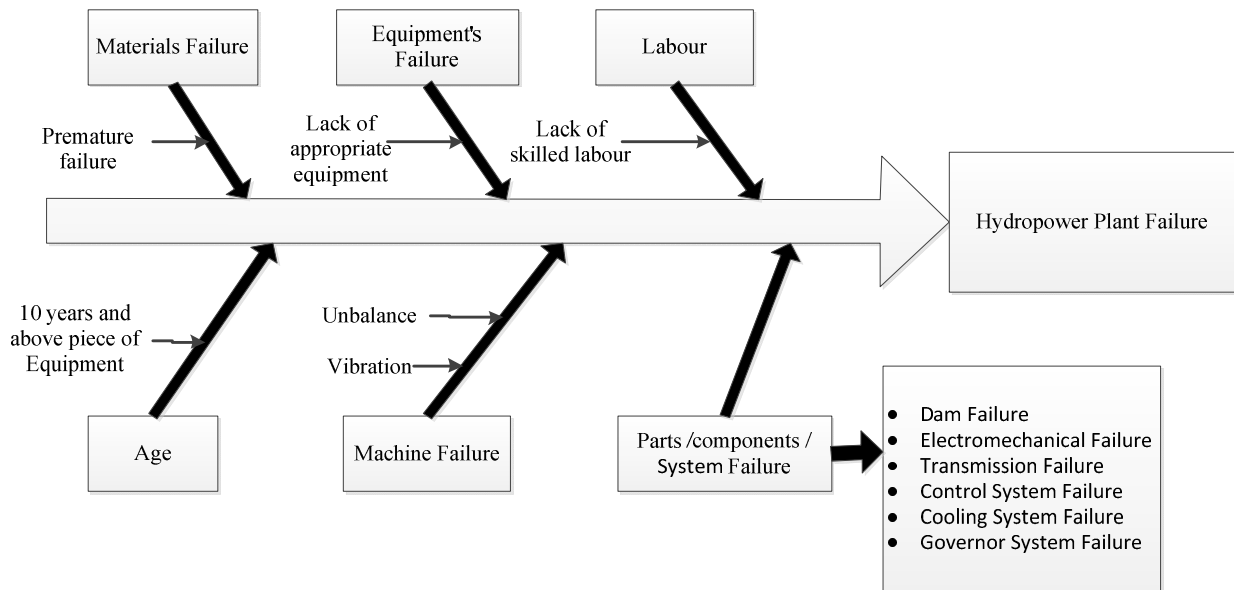 Materials Failure
Equipment's
Failure
Labour
Premature
failure
Lack of
appropriate
equipment
Lack of
skilled labour
Hydropower Plant Failure
10 years and
above piece of
Equipment
Unbalance
Vibration
Age
Machine Failure
Parts /components /
System Failure
• Dam Failure
• Electromechanical Failure
• Transmission Failure
• Control System Failure
• Cooling System Failure
• Governor System Failure